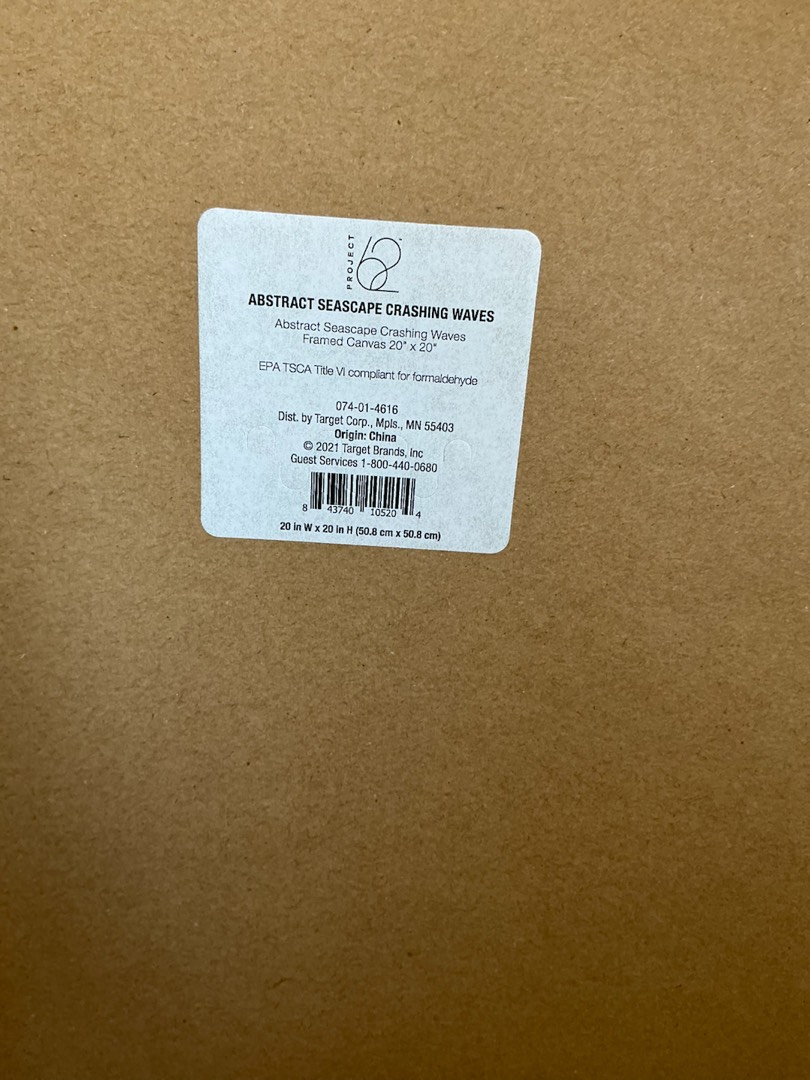 PROJECT 62
ABSTRACT SEASCAPE CRASHING WAVES
Abstract Seascape Crashing Waves
Framed Canvas 20" x 20"
EPA TSCA Title VI compliant for formaldehyde
074-01-4616
Dist. by Target Corp., Mpls., MN 55403
Origin: China
© 2021 Target Brands, Inc
Guest Services 1-800-440-0680
8 43740 10520 4
20 in W x 20 in H (50.8 cm x 50.8 cm)